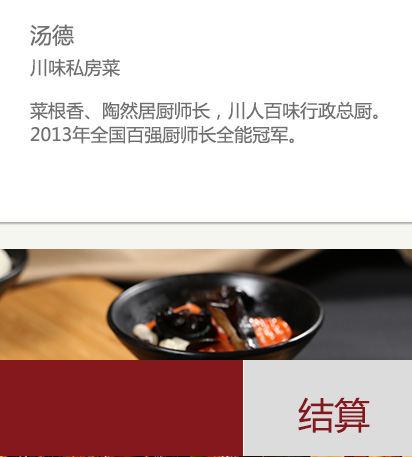 汤德
川味私房菜
菜根香、陶然居厨师长，川人百味行政总厨。
2013年全国百强厨师长全能冠军。
结算